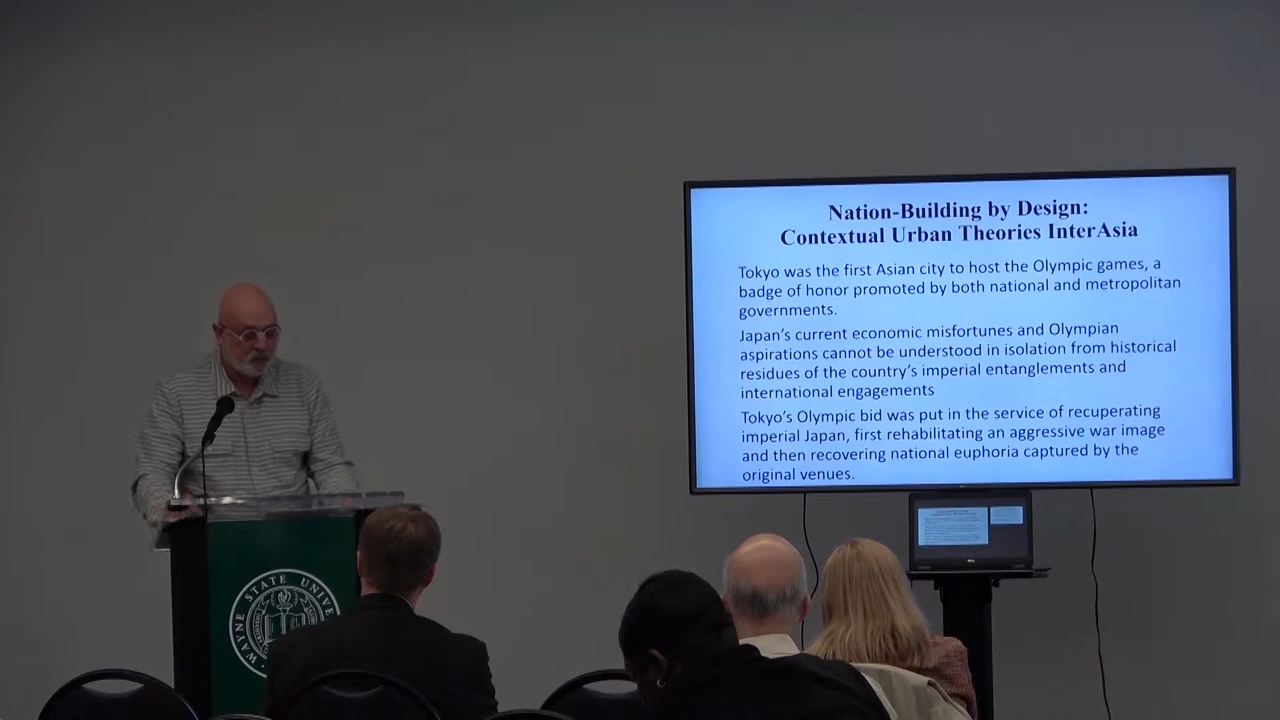 Nation-Building by Design:
Contextual Urban Theories InterAsia
Tokyo was the first Asian city to host the Olympic games, a
badge of honor promoted by both national and metropolitan
governments.
Japan's current economic misfortunes and Olympian
aspirations cannot be understood in isolation from historical
residues of the country's imperial entanglements and
international engagements
Tokyo's Olympic bid was put in the service of recuperating
imperial Japan, first rehabilitating an aggressive war image
and then recovering national euphoria captured by the
original venues.
WAYNE STATE UNIVE